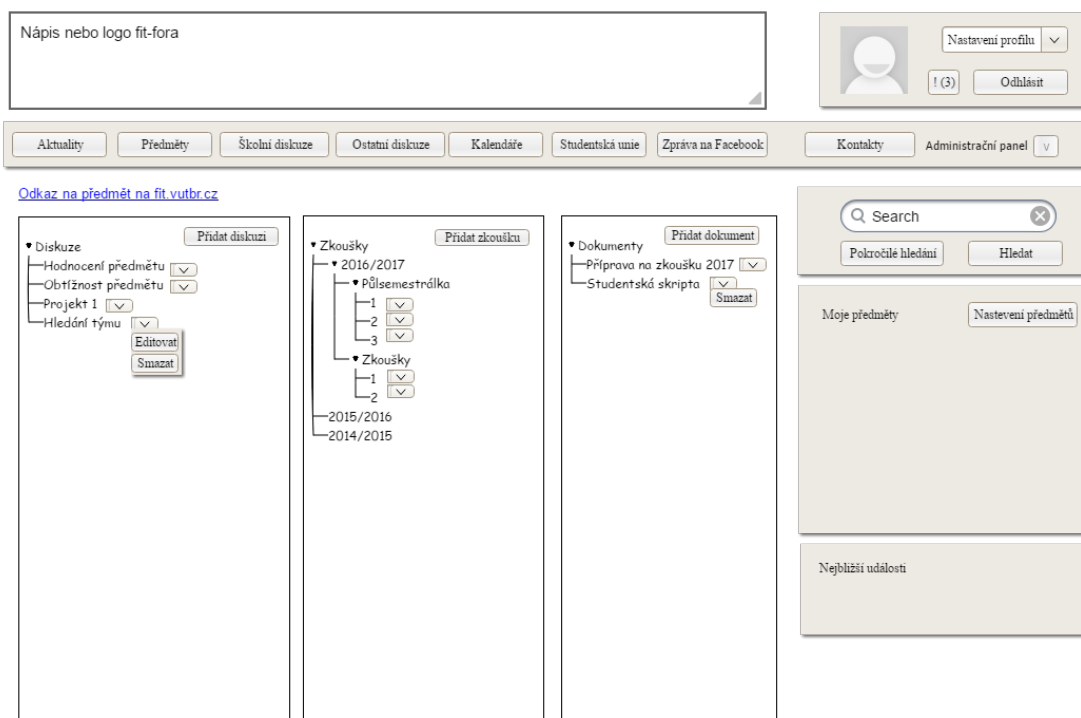 Nápis nebo logo fit-fora
Nastavení profilu
! (3)
Odhlásit
Aktuality
Předměty
Školní diskuze
Ostatní diskuze
Kalendáře
Studentská unie
Zpráva na Facebook
Kontakty
Administrační panel
v
Odkaz na předmět na fit.vutbr.cz
Přidat diskuzi
Diskuze
Hodnocení předmětu
Obtížnost předmětu
Projekt 1
Hledání týmu
Editovat
Smazat
Přidat zkoušku
Zkoušky
2016/2017
Půlsemestrálka
1
2
3
Zkoušky
1
2
2015/2016
2014/2015
Přidat dokument
Dokumenty
Příprava na zkoušku 2017
Studentská skripta
Smazat
Search
Pokročilé hledání
Hledat
Moje předměty
Nastevení předmětů
Nejbližší události